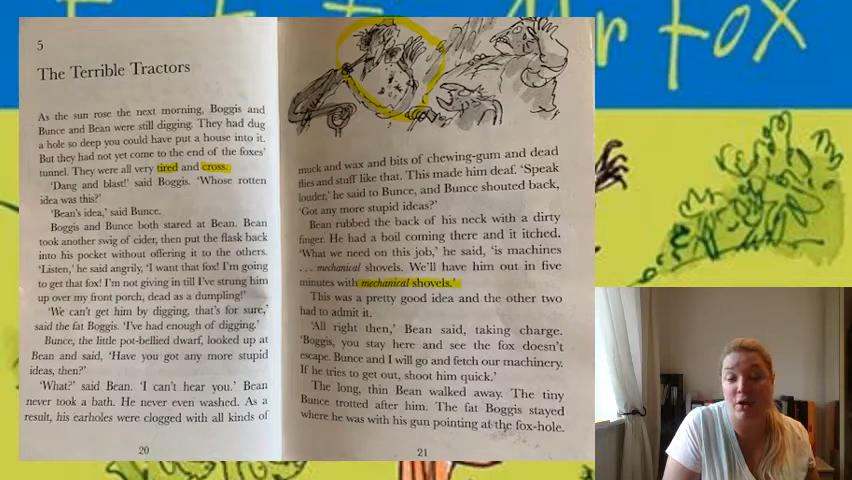 Mr Fox
5
The Terrible Tractors
As the sun rose the next morning, Boggis and
Bunce and Bean were still digging. They had dug
a hole so deep you could have put a house into it.
But they had not yet come to the end of the foxes'
tunnel. They were all very tired and cross.
'Dang and blast!' said Boggis. 'Whose rotten
idea was this?'
'Bean's idea,' said Bunce.
Boggis and Bunce both stared at Bean. Bean
took another swig of cider, then put the flask back
into his pocket without offering it to the others.
'Listen,' he said angrily, 'I want that fox! I'm going
to get that fox! I'm not giving in till I've strung him
up over my front porch, dead as a dumpling!'
'We can't get him by digging, that's for sure,'
said the fat Boggis. 'I've had enough of digging.'
Bunce, the little pot-bellied dwarf, looked up at
Bean and said, 'Have you got any more stupid
ideas, then?'
'What?' said Bean. 'I can't hear you.' Bean
never took a bath. He never even washed. As a
result, his earholes were clogged with all kinds of
20
muck and wax and bits of chewing-gum and dead
flies and stuff like that. This made him deaf. 'Speak
louder,' he said to Bunce, and Bunce shouted back,
'Got any more stupid ideas?'
Bean rubbed the back of his neck with a dirty
finger. He had a boil coming there and it itched.
'What we need on this job,' he said, 'is machines
... mechanical shovels. We'll have him out in five
minutes with mechanical shovels.'
This was a pretty good idea and the other two
had to admit it.
'All right then,' Bean said, taking charge.
'Boggis, you stay here and see the fox doesn't
escape. Bunce and I will go and fetch our machinery.
If he tries to get out, shoot him quick.'
The long, thin Bean walked away. The tiny
Bunce trotted after him. The fat Boggis stayed
where he was with his gun pointing at the fox-hole.
21